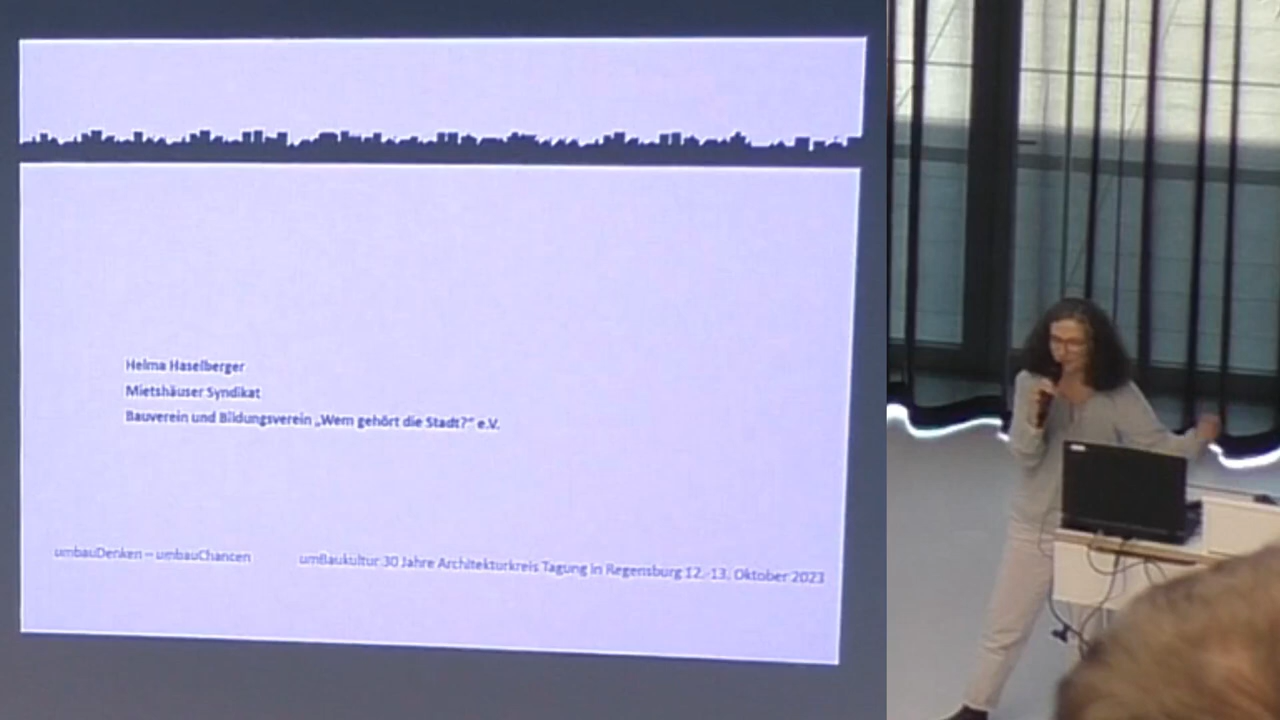 Helma Haselberger
Mietshäuser Syndikat
Bauverein und Bildungsverein „Wem gehört die Stadt?“ e.V.
umbauDenken – umbauChancen
umBaukultur 30 Jahre Architekturkreis Tagung in Regensburg 12.-13. Oktober 2023